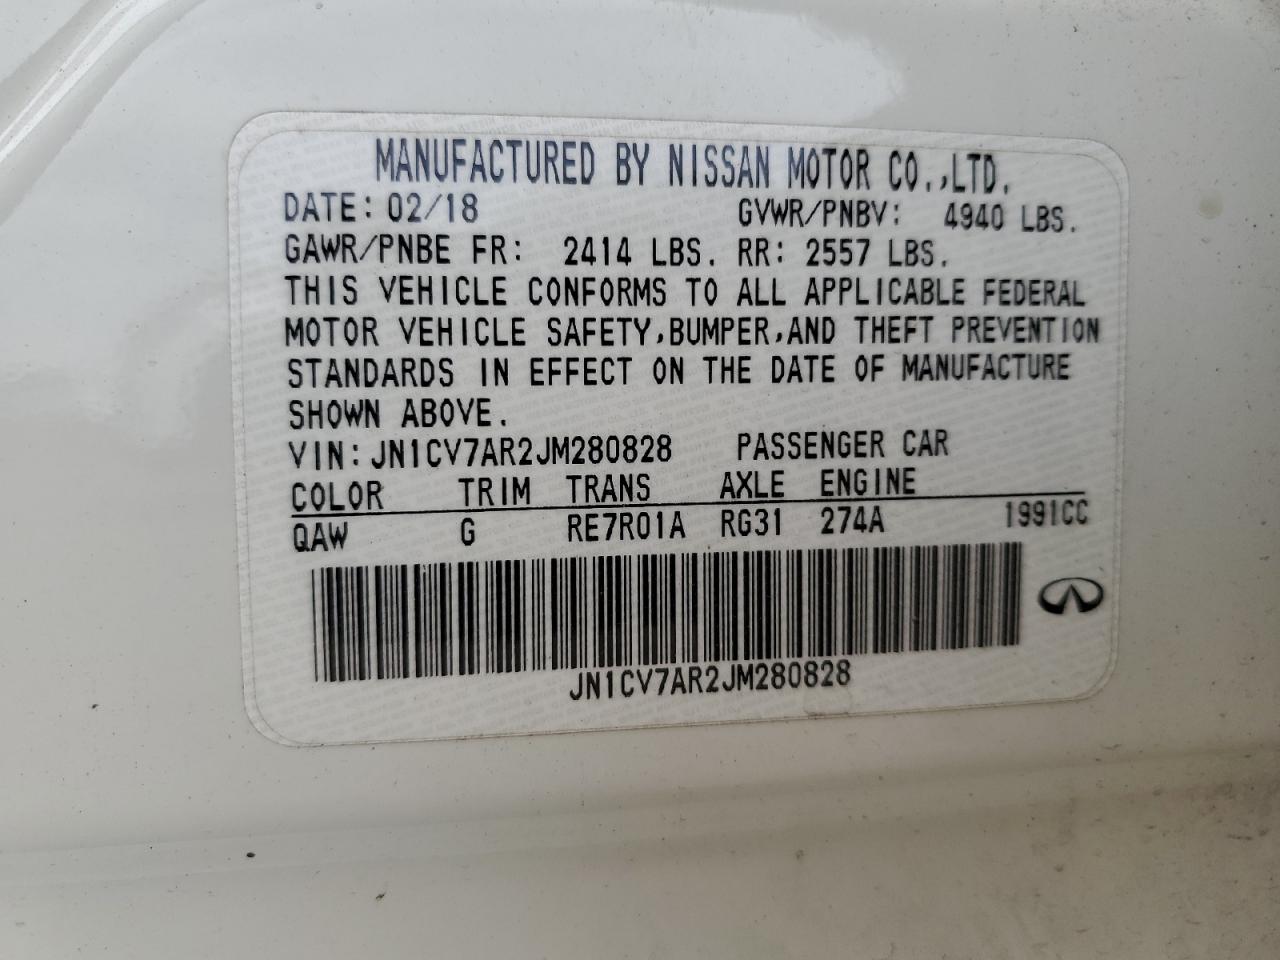 MANUFACTURED BY NISSAN MOTOR CO.,LTD.
DATE: 02/18 GVWR/PNBV: 4940 LBS.
GAWR/PNBE FR: 2414 LBS. RR: 2557 LBS.
THIS VEHICLE CONFORMS TO ALL APPLICABLE FEDERAL
MOTOR VEHICLE SAFETY,BUMPER,AND THEFT PREVENTION
STANDARDS IN EFFECT ON THE DATE OF MANUFACTURE
SHOWN ABOVE.
VIN: JN1CV7AR2JM280828 PASSENGER CAR
COLOR TRIM TRANS AXLE ENGINE
QAW G RE7R01A RG31 274A 1991CC
JN1CV7AR2JM280828